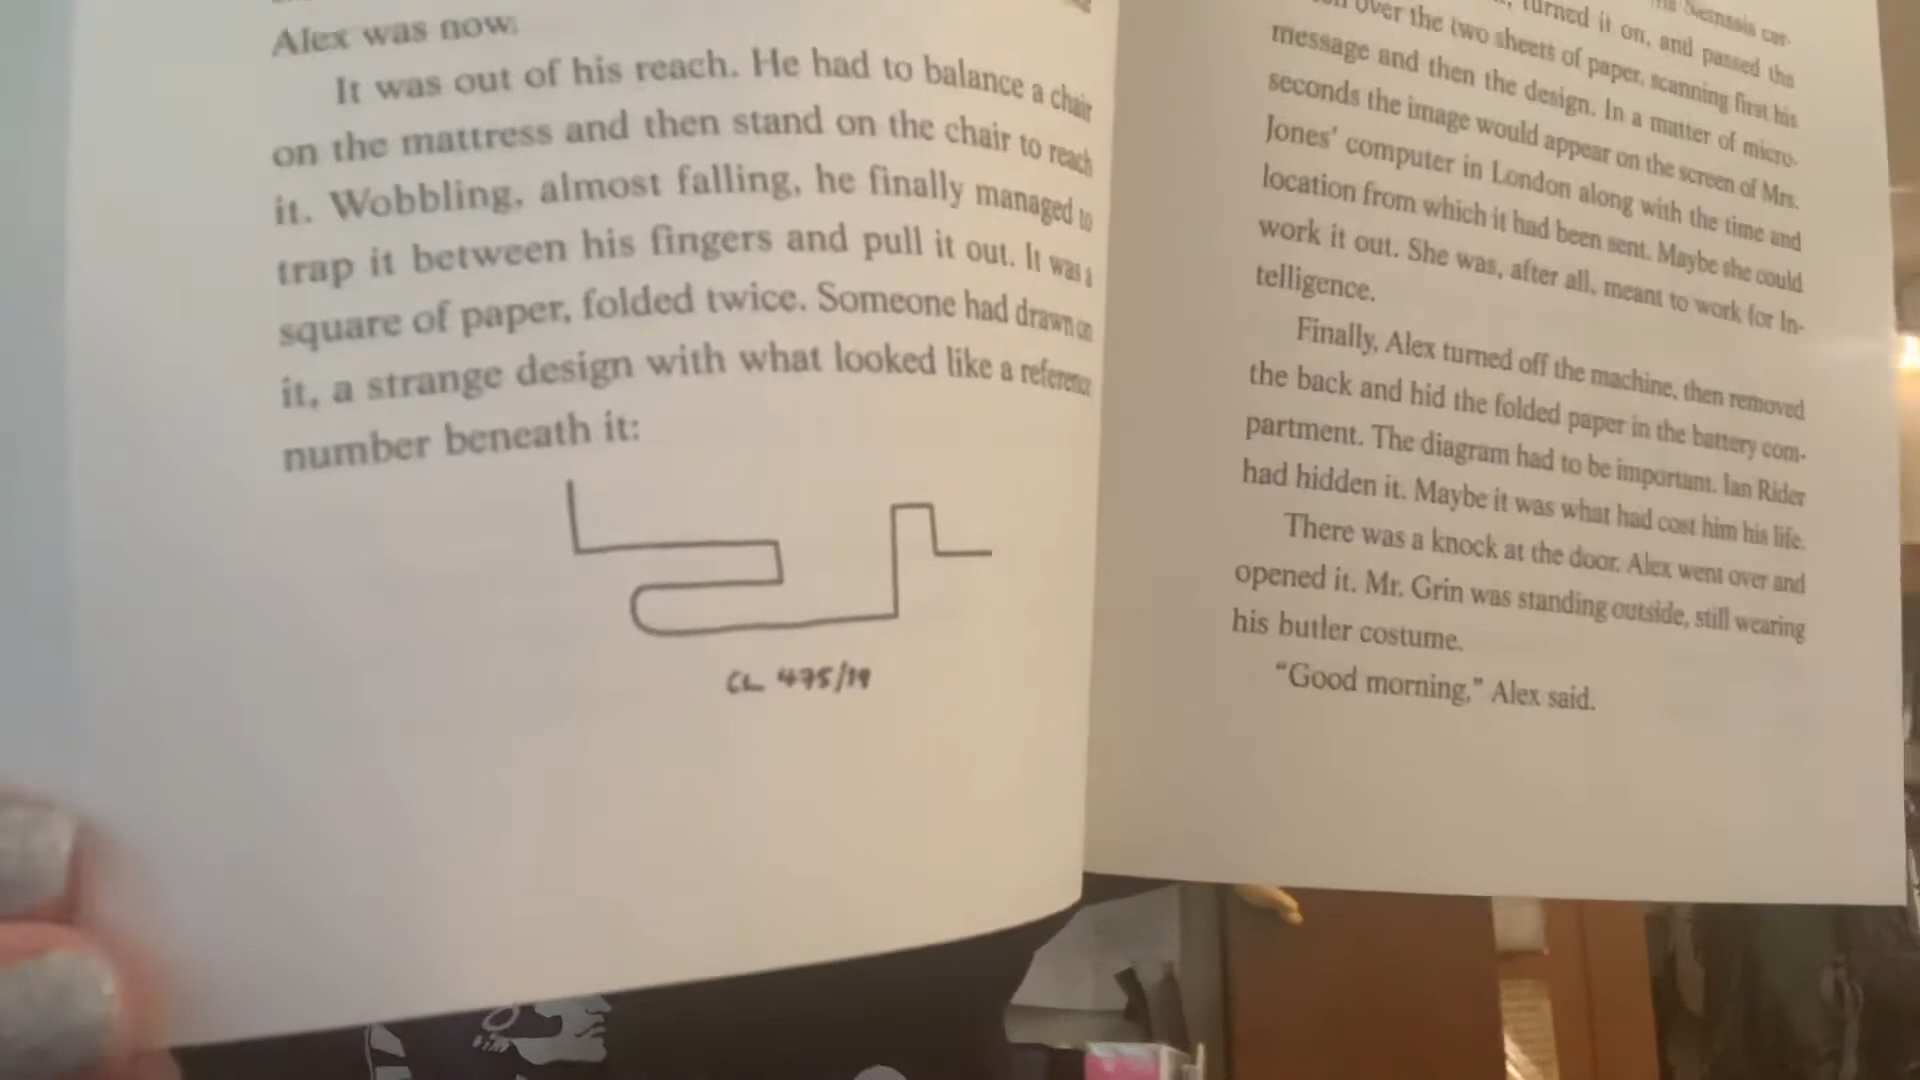 Alex was now.
It was out of his reach. He had to balance a chair
on the mattress and then stand on the chair to reach
it. Wobbling, almost falling, he finally managed to
trap it between his fingers and pull it out. It was a
square of paper, folded twice. Someone had drawn on
it, a strange design with what looked like a reference
number beneath it:
CL 475/19
turned it on, and passed the
over the two sheets of paper, scanning first his
message and then the design. In a matter of micro-
seconds the image would appear on the screen of Mrs.
Jones' computer in London along with the time and
location from which it had been sent. Maybe she could
work it out. She was, after all, meant to work for In-
telligence.
Finally, Alex turned off the machine, then removed
the back and hid the folded paper in the battery com-
partment. The diagram had to be important. Ian Rider
had hidden it. Maybe it was what had cost him his life.
There was a knock at the door. Alex went over and
opened it. Mr. Grin was standing outside, still wearing
his butler costume.
"Good morning," Alex said.